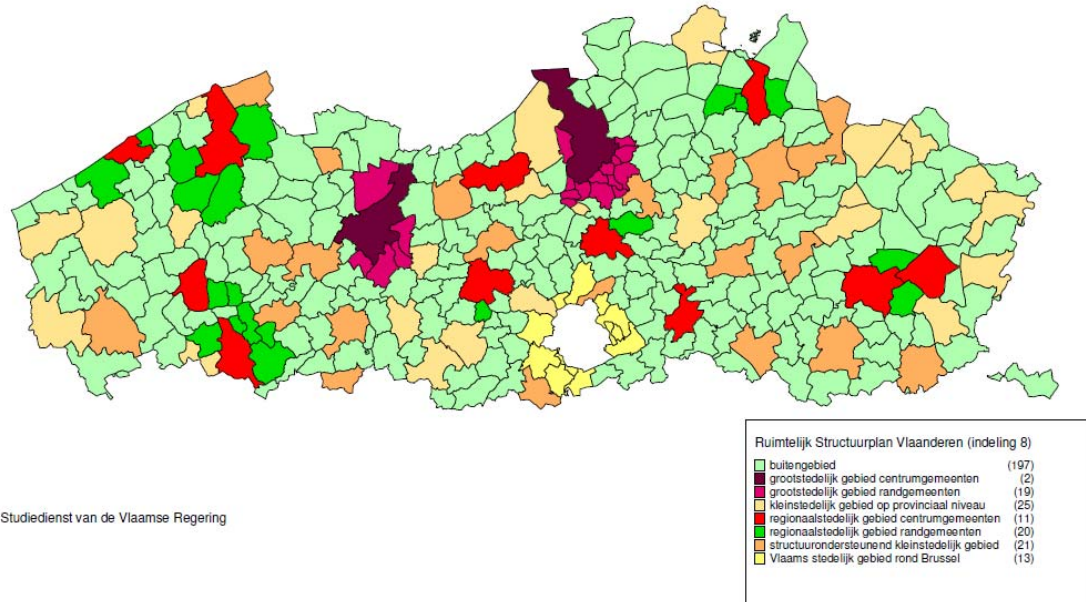 Ruimtelijk Structuurplan Vlaanderen (indeling 8)
buitengebied (197)
grootstedelijk gebied centrumgemeenten (2)
grootstedelijk gebied randgemeenten (19)
kleinstedelijk gebied op provinciaal niveau (25)
regionaalstedelijk gebied centrumgemeenten (11)
regionaalstedelijk gebied randgemeenten (20)
structuurondersteunend kleinstedelijk gebied (21)
Vlaams stedelijk gebied rond Brussel (13)
Studiedienst van de Vlaamse Regering